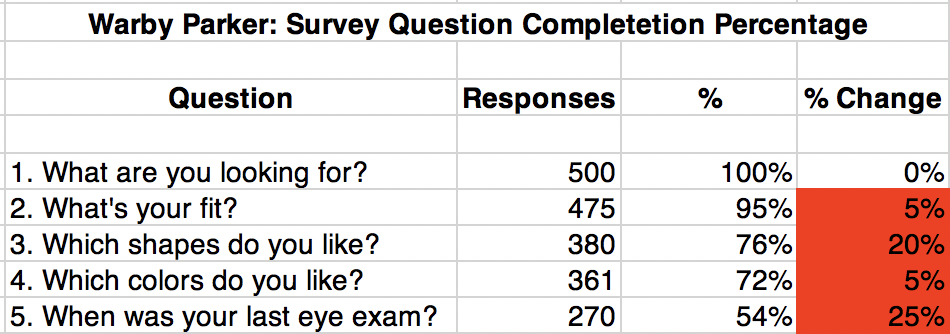 Warby Parker: Survey Question Completetion Percentage
Question Responses % % Change
1. What are you looking for? 500 100% 0%
2. What's your fit? 475 95% 5%
3. Which shapes do you like? 380 76% 20%
4. Which colors do you like? 361 72% 5%
5. When was your last eye exam? 270 54% 25%